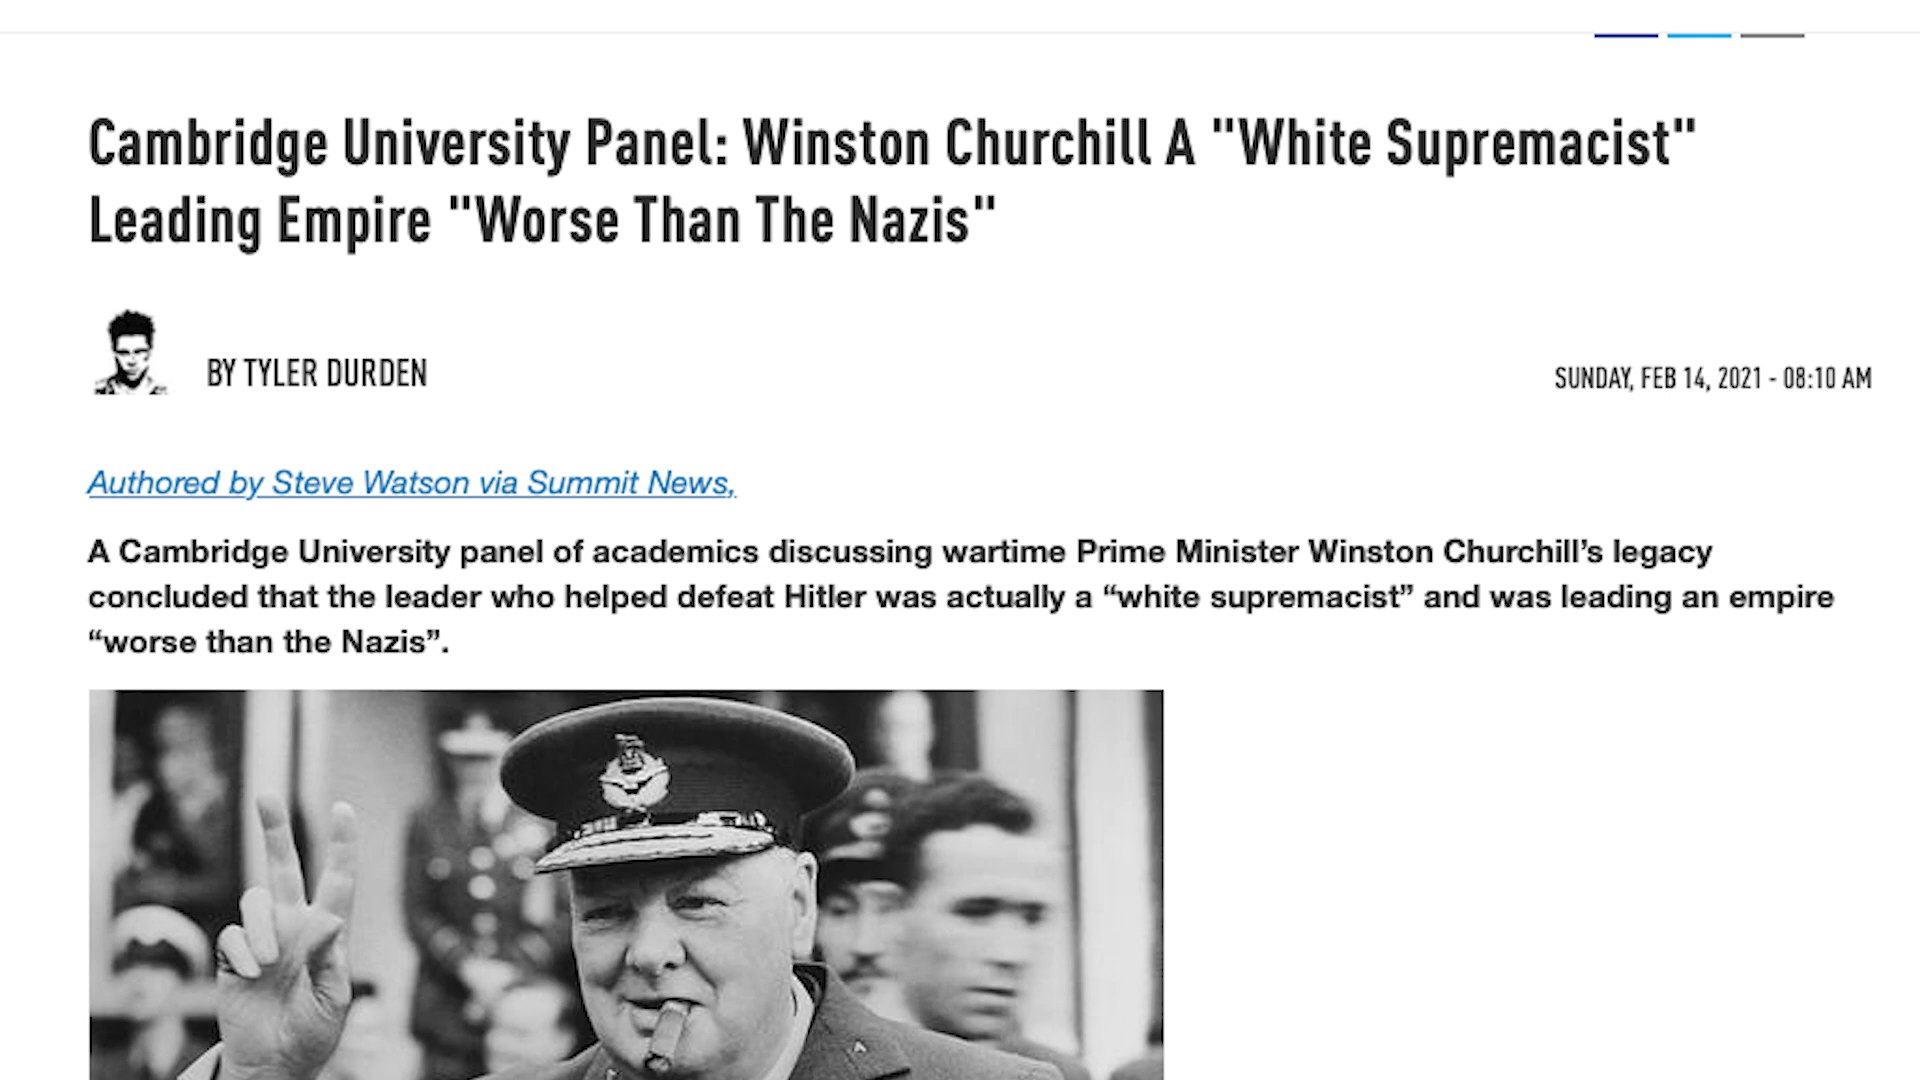 Cambridge University Panel: Winston Churchill A "White Supremacist"
Leading Empire "Worse Than The Nazis"
BY TYLER DURDEN
SUNDAY, FEB 14, 2021 - 08:10 AM
Authored by Steve Watson via Summit News,
A Cambridge University panel of academics discussing wartime Prime Minister Winston Churchill’s legacy
concluded that the leader who helped defeat Hitler was actually a “white supremacist” and was leading an empire
“worse than the Nazis”.